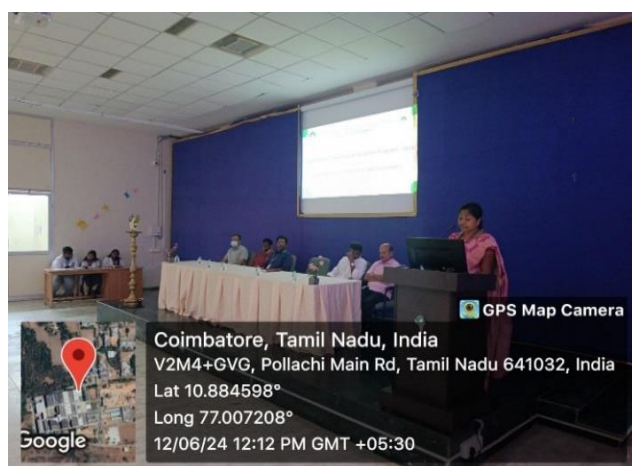 GPS Map Camera
Coimbatore, Tamil Nadu, India
V2M4+GVG, Pollachi Main Rd, Tamil Nadu 641032, India
Lat 10.884598°
Long 77.007208°
12/06/24 12:12 PM GMT +05:30
Google